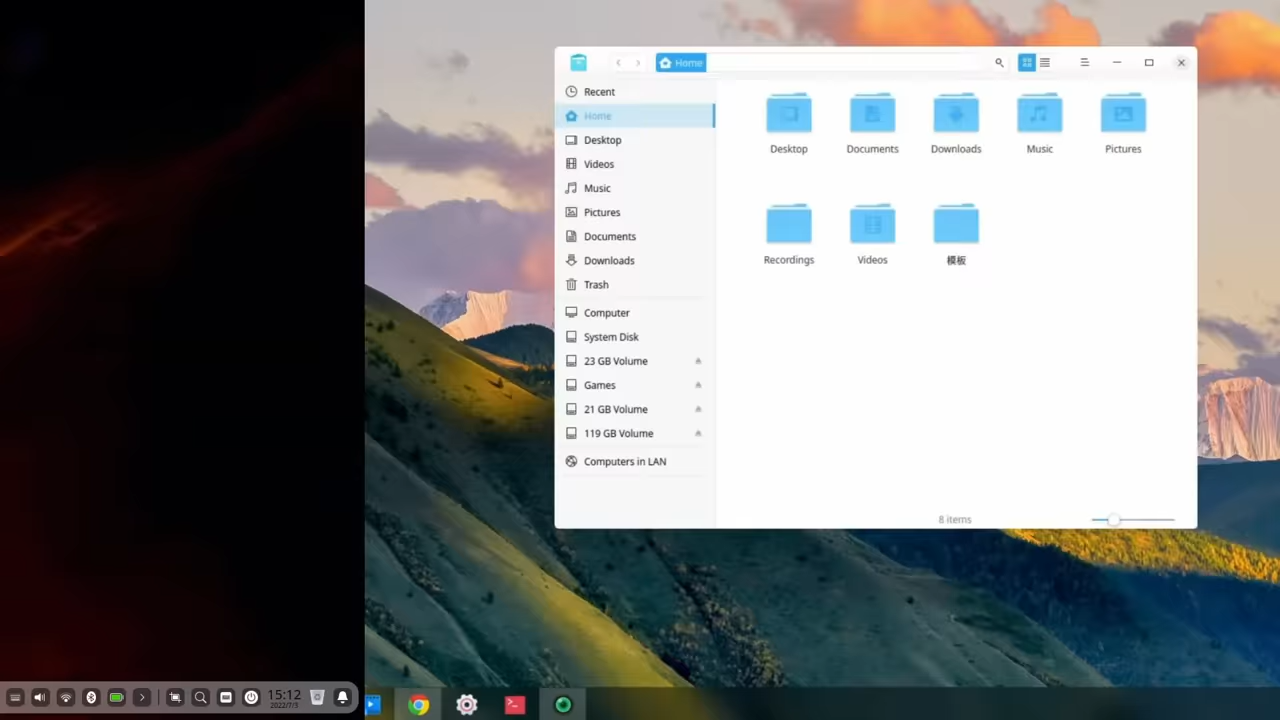 Home
Recent
Home
Desktop
Videos
Music
Pictures
Documents
Downloads
Trash
Computer
System Disk
23 GB Volume
Games
21 GB Volume
119 GB Volume
Computers in LAN
Desktop
Documents
Downloads
Music
Pictures
Recordings
Videos
模板
8 items
15:12
2022/7/3